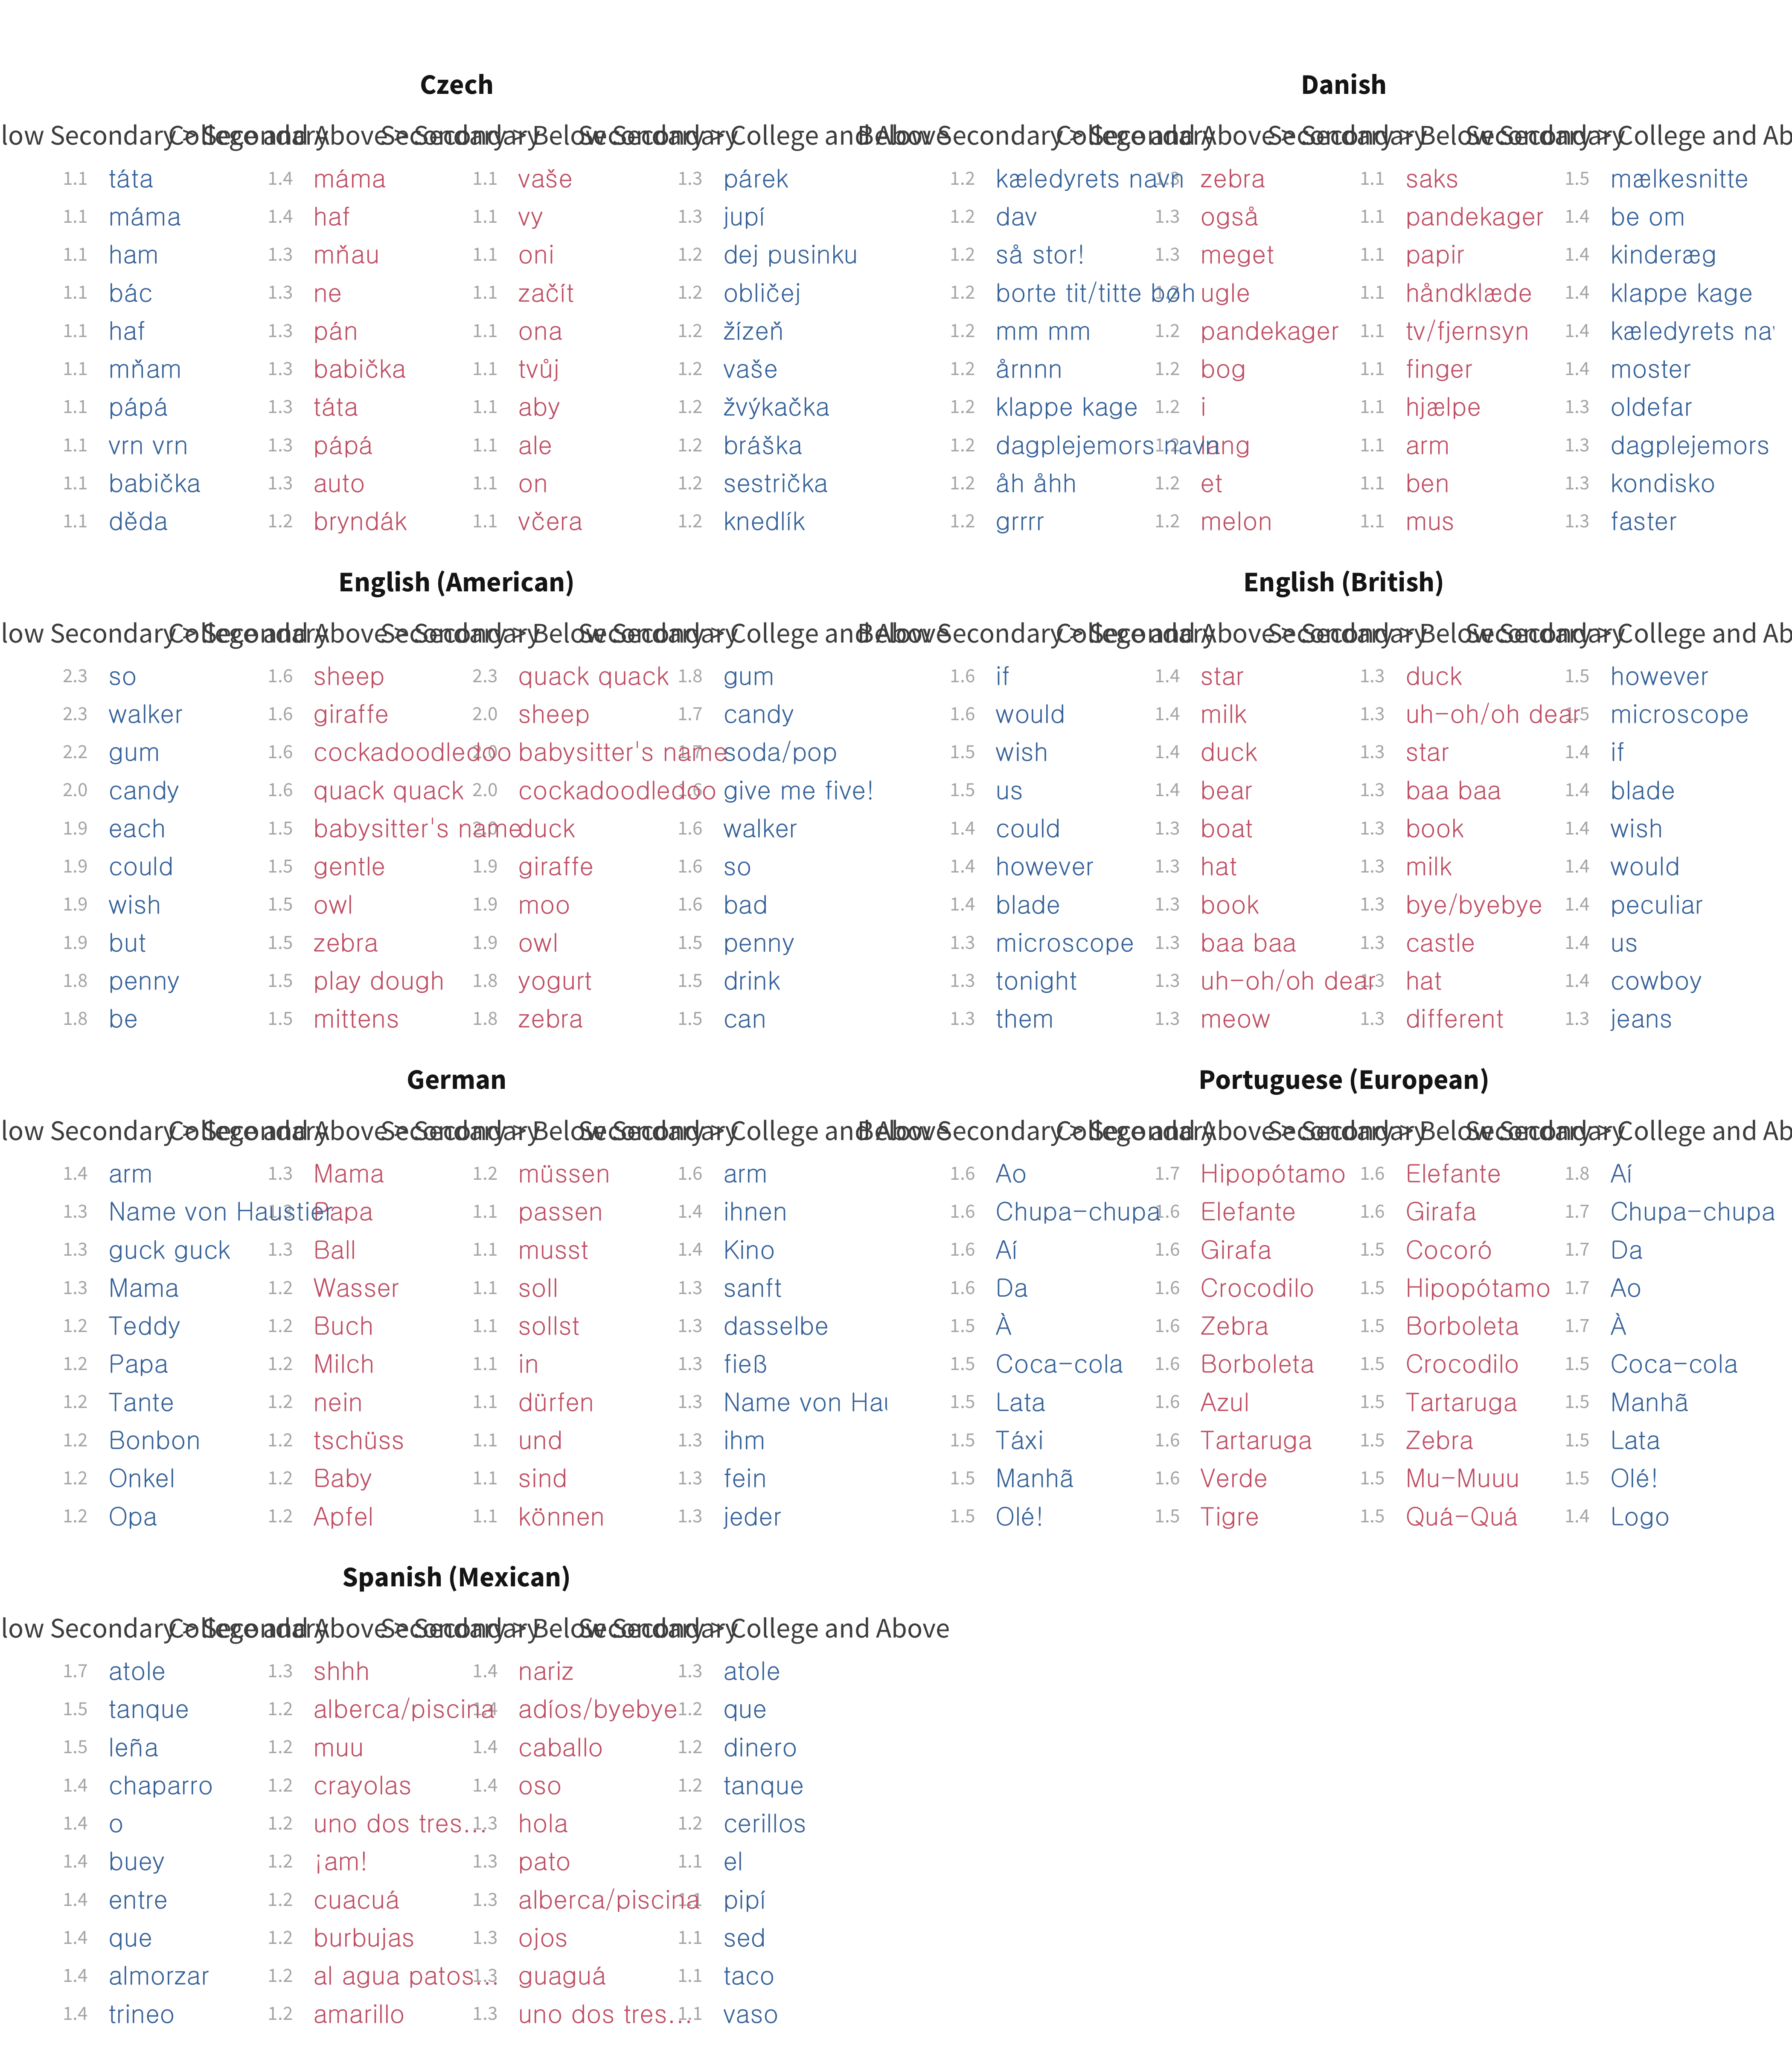 Czech
low Secondary > Secondary College and Above > Secondary Secondary > Below Secondary Secondary > College and Above
1.1 táta 1.4 máma 1.1 vaše 1.3 párek
1.1 máma 1.4 haf 1.1 vy 1.3 jupí
1.1 ham 1.3 mňau 1.1 oni 1.2 dej pusinku
1.1 bác 1.3 ne 1.1 začít 1.2 obličej
1.1 haf 1.3 pán 1.1 ona 1.2 žízeň
1.1 mňam 1.3 babička 1.1 tvůj 1.2 vaše
1.1 pápá 1.3 táta 1.1 aby 1.2 žvýkačka
1.1 vrn vrn 1.3 pápá 1.1 ale 1.2 bráška
1.1 babička 1.3 auto 1.1 on 1.2 sestrička
1.1 děda 1.2 bryndák 1.1 včera 1.2 knedlík
Danish
Below Secondary > Secondary College and Above > Secondary Secondary > Below Secondary Secondary > College and Ab
1.2 kæledyrets navn 1.3 zebra 1.1 saks 1.5 mælkesnitte
1.2 dav 1.3 også 1.1 pandekager 1.4 be om
1.2 så stor! 1.3 meget 1.1 papir 1.4 kinderæg
1.2 borte tit/titte bøh ugle 1.1 håndklæde 1.4 klappe kage
1.2 mm mm 1.2 pandekager 1.1 tv/fjernsyn 1.4 kæledyrets na
1.2 årnnn 1.2 bog 1.1 finger 1.4 moster
1.2 klappe kage 1.2 i 1.1 hjælpe 1.3 oldefar
1.2 dagplejemors navn 1.2 lang 1.1 arm 1.3 dagplejemors
1.2 åh åhh 1.2 et 1.1 ben 1.3 kondisko
1.2 grrrr 1.2 melon 1.1 mus 1.3 faster
English (American)
low Secondary > Secondary College and Above > Secondary Secondary > Below Secondary Secondary > College and Above
2.3 so 1.6 sheep 2.3 quack quack 1.8 gum
2.3 walker 1.6 giraffe 2.0 sheep 1.7 candy
2.2 gum 1.6 cockadoodledoo 2.0 babysitter's name 1.7 soda/pop
2.0 candy 1.6 quack quack 2.0 cockadoodledoo 1.6 give me five!
1.9 each 1.5 babysitter's name 2.0 duck 1.6 walker
1.9 could 1.5 gentle 1.9 giraffe 1.6 so
1.9 wish 1.5 owl 1.9 moo 1.6 bad
1.9 but 1.5 zebra 1.9 owl 1.5 penny
1.8 penny 1.5 play dough 1.8 yogurt 1.5 drink
1.8 be 1.5 mittens 1.8 zebra 1.5 can
English (British)
Below Secondary > Secondary College and Above > Secondary Secondary > Below Secondary Secondary > College and Ab
1.6 if 1.4 star 1.3 duck 1.5 however
1.6 would 1.4 milk 1.3 uh-oh/oh dear 1.5 microscope
1.5 wish 1.4 duck 1.3 star 1.4 if
1.5 us 1.4 bear 1.3 baa baa 1.4 blade
1.4 could 1.3 boat 1.3 book 1.4 wish
1.4 however 1.3 hat 1.3 milk 1.4 would
1.4 blade 1.3 book 1.3 bye/byebye 1.4 peculiar
1.3 microscope 1.3 baa baa 1.3 castle 1.4 us
1.3 tonight 1.3 uh-oh/oh dear 1.3 hat 1.4 cowboy
1.3 them 1.3 meow 1.3 different 1.3 jeans
German
low Secondary > Secondary College and Above > Secondary Secondary > Below Secondary Secondary > College and Above
1.4 arm 1.3 Mama 1.2 müssen 1.6 arm
1.3 Name von Haustier 1.3 Papa 1.1 passen 1.4 ihnen
1.3 guck guck 1.3 Ball 1.1 musst 1.4 Kino
1.3 Mama 1.2 Wasser 1.1 soll 1.3 sanft
1.2 Teddy 1.2 Buch 1.1 sollst 1.3 dasselbe
1.2 Papa 1.2 Milch 1.1 in 1.3 fieß
1.2 Tante 1.2 nein 1.1 dürfen 1.3 Name von Hau
1.2 Bonbon 1.2 tschüss 1.1 und 1.3 ihm
1.2 Onkel 1.2 Baby 1.1 sind 1.3 fein
1.2 Opa 1.2 Apfel 1.1 können 1.3 jeder
Portuguese (European)
Below Secondary > Secondary College and Above > Secondary Secondary > Below Secondary Secondary > College and Ab
1.6 Ao 1.7 Hipopótamo 1.6 Elefante 1.8 Aí
1.6 Chupa-chupa 1.6 Elefante 1.6 Girafa 1.7 Chupa-chupa
1.6 Aí 1.6 Girafa 1.5 Cocoró 1.7 Da
1.6 Da 1.6 Crocodilo 1.5 Hipopótamo 1.7 Ao
1.5 À 1.6 Zebra 1.5 Borboleta 1.7 À
1.5 Coca-cola 1.6 Borboleta 1.5 Crocodilo 1.5 Coca-cola
1.5 Lata 1.6 Azul 1.5 Tartaruga 1.5 Manhã
1.5 Táxi 1.6 Tartaruga 1.5 Zebra 1.5 Lata
1.5 Manhã 1.6 Verde 1.5 Mu-Muuu 1.5 Olé!
1.5 Olé! 1.5 Tigre 1.5 Quá-Quá 1.4 Logo
Spanish (Mexican)
low Secondary > Secondary College and Above > Secondary Secondary > Below Secondary Secondary > College and Above
1.7 atole 1.3 shhh 1.4 nariz 1.3 atole
1.5 tanque 1.2 alberca/piscina 1.4 adíos/byebye 1.2 que
1.5 leña 1.2 muu 1.4 caballo 1.2 dinero
1.4 chaparro 1.2 crayolas 1.4 oso 1.2 tanque
1.4 o 1.2 uno dos tres... 1.3 hola 1.2 cerillos
1.4 buey 1.2 ¡am! 1.3 pato 1.1 el
1.4 entre 1.2 cuacuá 1.3 alberca/piscina 1.1 pipí
1.4 que 1.2 burbujas 1.3 ojos 1.1 sed
1.4 almorzar 1.2 al agua patos... 1.3 guaguá 1.1 taco
1.4 trineo 1.2 amarillo 1.3 uno dos tres... 1.1 vaso